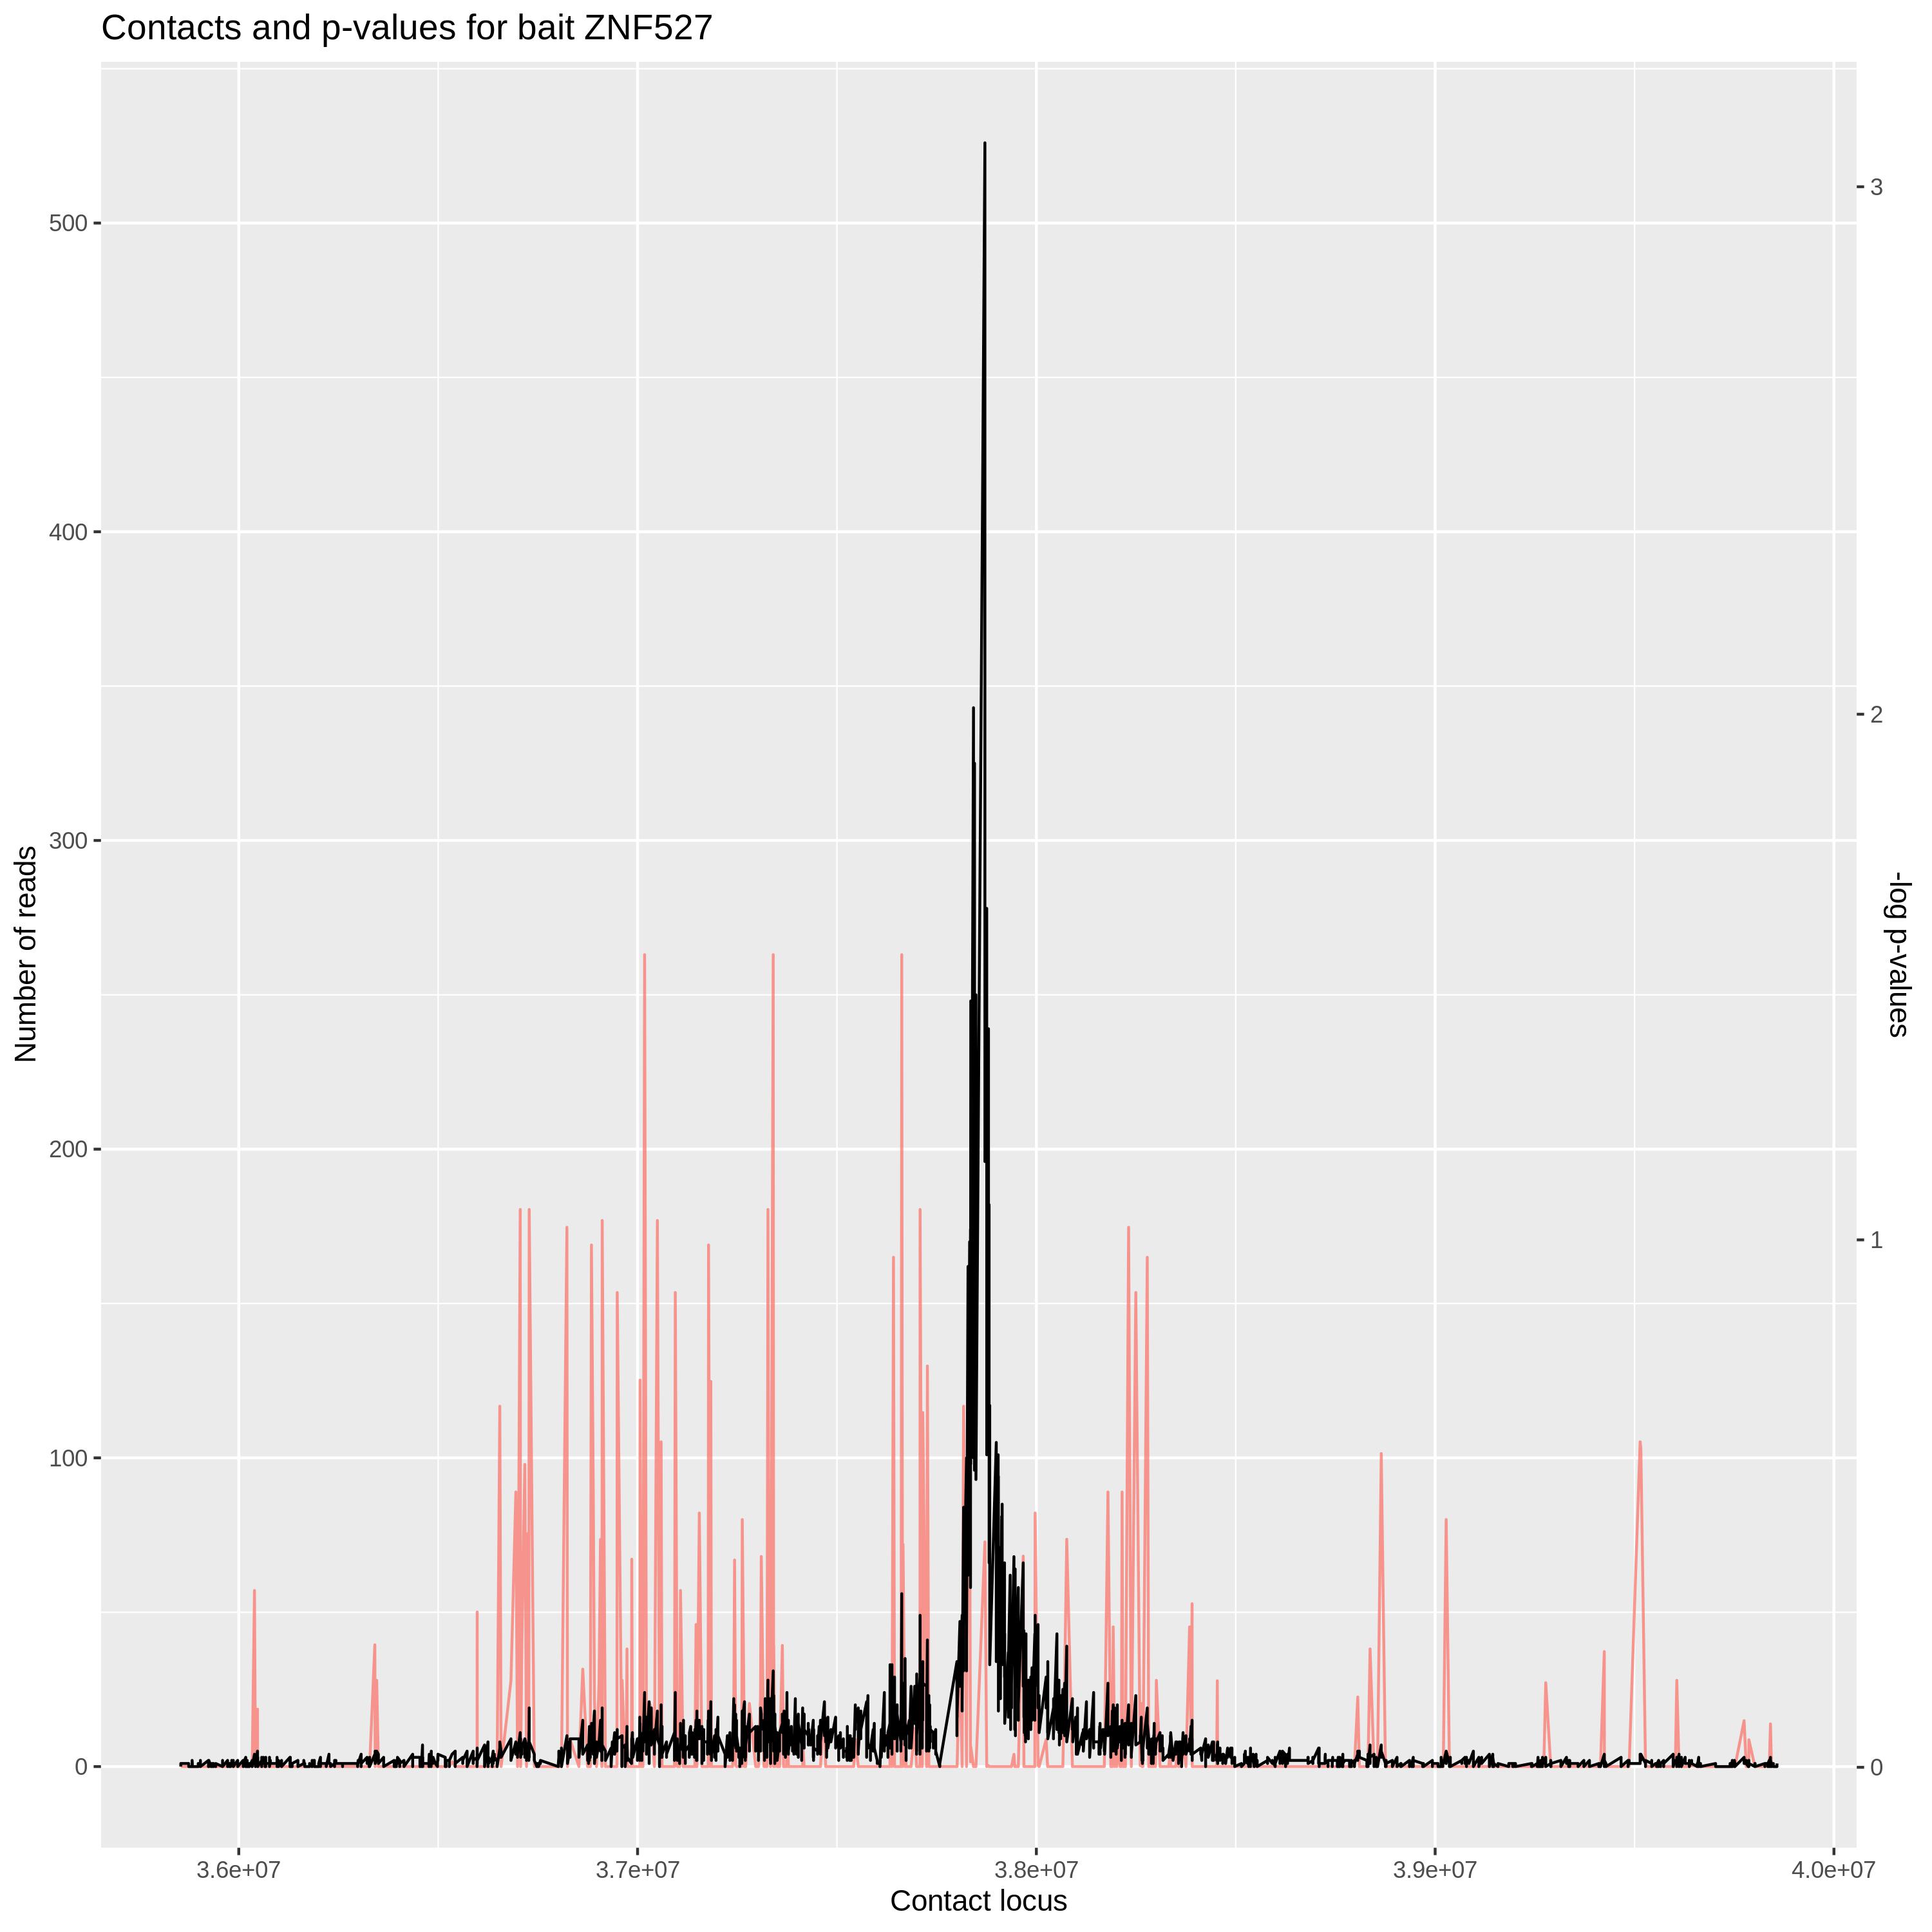 Contacts and p-values for bait ZNF527
Number of reads
500
400
300
200
100
0
3
2
1
0
-log p-values
3.6e+07
3.7e+07
3.8e+07
3.9e+07
4.0e+07
Contact locus